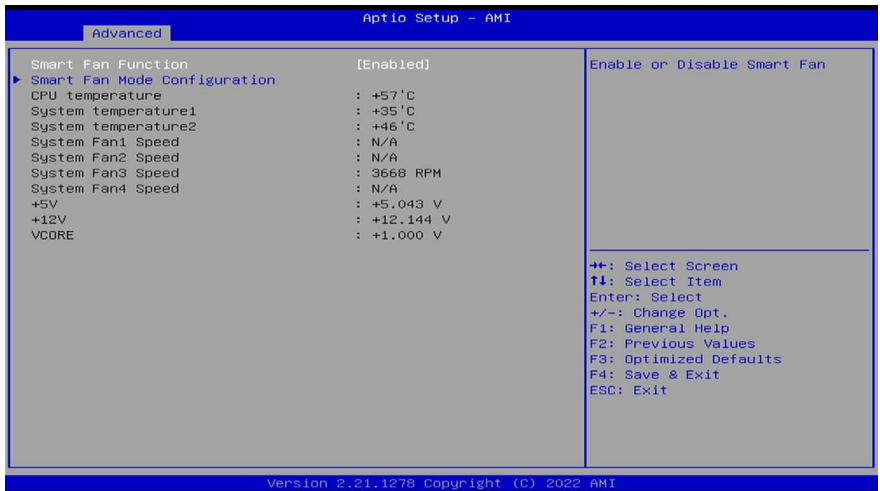 Aptio Setup - AMI
Advanced
Smart Fan Function [Enabled]
▶ Smart Fan Mode Configuration
CPU temperature : +57'C
System temperature1 : +35'C
System temperature2 : +46'C
System Fan1 Speed : N/A
System Fan2 Speed : N/A
System Fan3 Speed : 3668 RPM
System Fan4 Speed : N/A
+5V : +5.043 V
+12V : +12.144 V
VCORE : +1.000 V
Enable or Disable Smart Fan
→←: Select Screen
↑↓: Select Item
Enter: Select
+/-: Change Opt.
F1: General Help
F2: Previous Values
F3: Optimized Defaults
F4: Save & Exit
ESC: Exit
Version 2.21.1278 Copyright (C) 2022 AMI